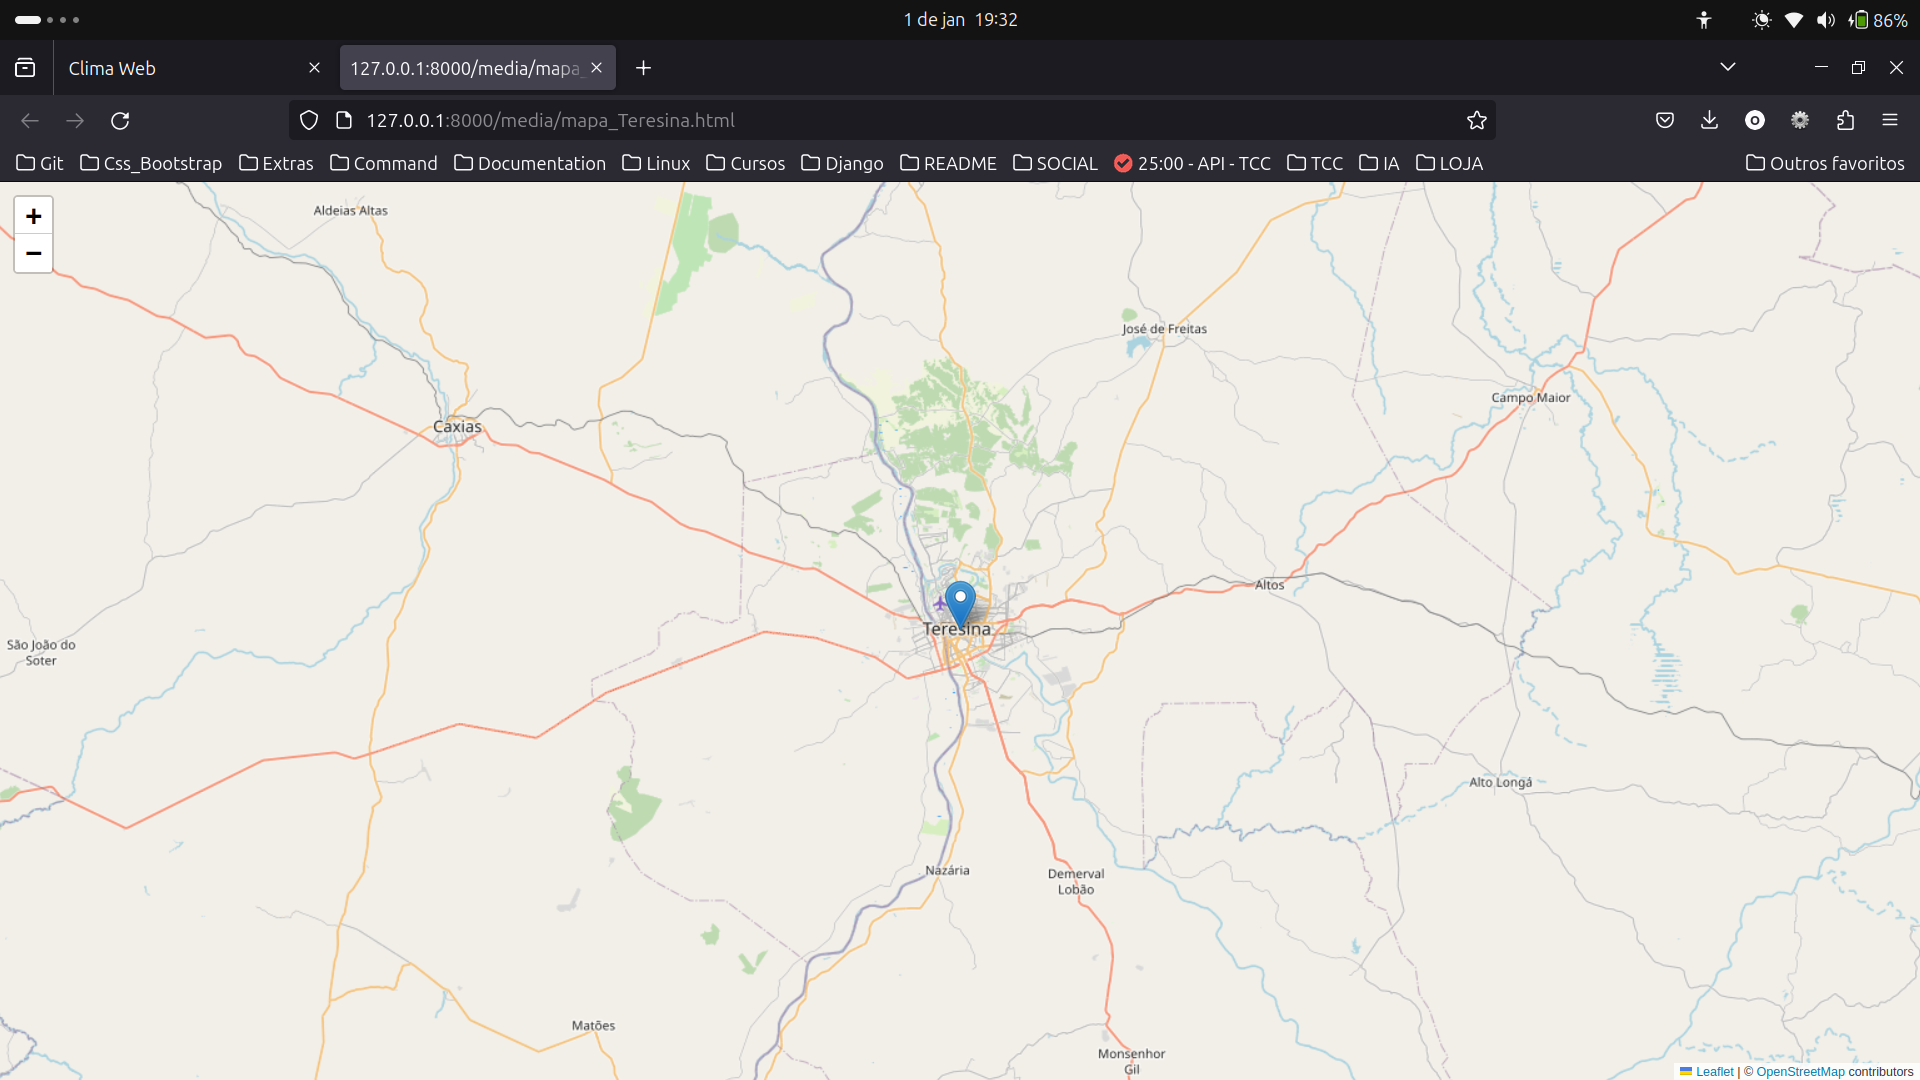 1 de jan 19:32
86%
Clima Web
127.0.0.1:8000/media/mapa_
127.0.0.1:8000/media/mapa_Teresina.html
Git Css_Bootstrap Extras Command Documentation Linux Cursos Django README SOCIAL 25:00 - API - TCC TCC IA LOJA Outros favoritos
+
−
Aldeias Altas
José de Freitas
Campo Maior
Caxias
Altos
Teresina
São João do
Soter
Alto Longá
Nazária
Demerval
Lobão
Matões
Monsenhor
Gil
Leaflet | © OpenStreetMap contributors